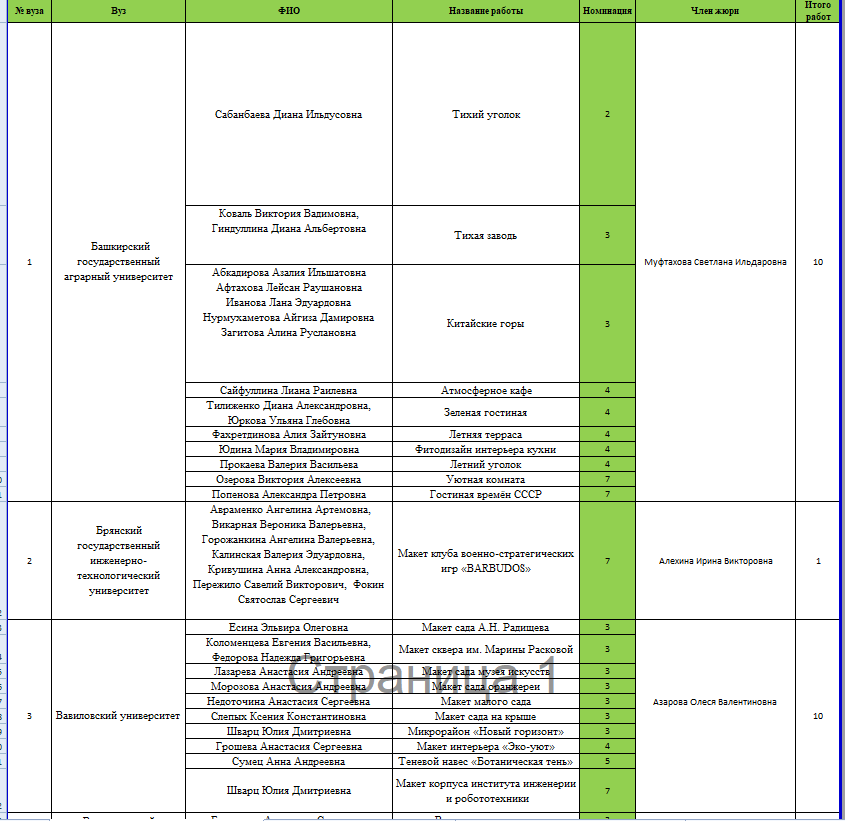 № вуза Вуз ФИО Название работы Номинация Член жюри Итого работ
1
Башкирский
государственный
аграрный университет
Сабанбаева Диана Ильдусовна Тихий уголок 2
Коваль Виктория Вадимовна,
Гиндуллина Диана Альбертовна
Тихая заводь 3
Абкадирова Азалия Ильшатовна
Афтахова Лейсан Раушановна
Иванова Лана Эдуардовна
Нурмухаметова Айгиза Дамировна
Загитова Алина Руслановна
Китайские горы 3
Сайфуллина Лиана Раилевна Атмосферное кафе 4
Тилиженко Диана Александровна,
Юркова Ульяна Глебовна
Зеленая гостиная 4
Фахретдинова Алия Зайтуновна Летняя терраса 4
Юдина Мария Владимировна Фитодизайн интерьера кухни 4
Прокаева Валерия Васильева Летний уголок 4
Озерова Виктория Алексеевна Уютная комната 7
Попенова Александра Петровна Гостиная времён СССР 7
Муфтахова Светлана Ильдаровна 10
2
Брянский
государственный
инженерно-
технологический
университет
Авраменко Ангелина Артемовна,
Викарная Вероника Валерьевна,
Горожанкина Ангелина Валерьевна,
Калинская Валерия Эдуардовна,
Кривушина Анна Александровна,
Пережило Савелий Викторович, Фокин
Святослав Сергеевич
Макет клуба военно-стратегических
игр «BARBUDOS»
7
Алехина Ирина Викторовна 1
3
Вавиловский университет
Есина Эльвира Олеговна Макет сада А.Н. Радищева 3
Коломенцева Евгения Васильевна,
Федорова Надежда Григорьевна
Макет сквера им. Марины Расковой 3
Лазарева Анастасия Андреевна Макет сада музея искусств 3
Морозова Анастасия Андреевна Макет сада оранжереи 3
Недоточина Анастасия Сергеевна Макет малого сада 3
Слепых Ксения Константиновна Макет сада на крыше 3
Шварц Юлия Дмитриевна Микрорайон «Новый горизонт» 3
Грошева Анастасия Сергеевна Макет интерьера «Эко-уют» 4
Сумец Анна Андреевна Теневой навес «Ботаническая тень» 5
Шварц Юлия Дмитриевна
Макет корпуса института инженерии
и робототехники
7
Азарова Олеся Валентиновна 10
Страница 1